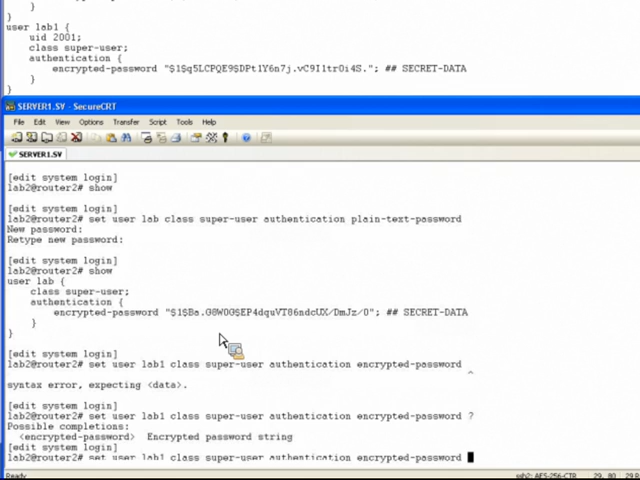 }
}
user lab1 {
uid 2001;
class super-user;
authentication {
encrypted-password "$1$q5LCPQE9$DPt1Y6n7j.vC9I1tr0i4S."; ## SECRET-DATA
}
}
SERVER1.SV - SecureCRT
File Edit View Options Transfer Script Tools Help
SERVER1.SV
[edit system login]
lab2@router2# show
[edit system login]
lab2@router2# set user lab class super-user authentication plain-text-password
New password:
Retype new password:
[edit system login]
lab2@router2# show
user lab {
class super-user;
authentication {
encrypted-password "$1$Ba.G8W0G$EP4dquVT86ndcUX/DmJz/0"; ## SECRET-DATA
}
}
[edit system login]
lab2@router2# set user lab1 class super-user authentication encrypted-password
^
syntax error, expecting <data>.
[edit system login]
lab2@router2# set user lab1 class super-user authentication encrypted-password ?
Possible completions:
<encrypted-password> Encrypted password string
[edit system login]
lab2@router2# set user lab1 class super-user authentication encrypted-password
Ready ssh2: AES-256-CTR 29, 80